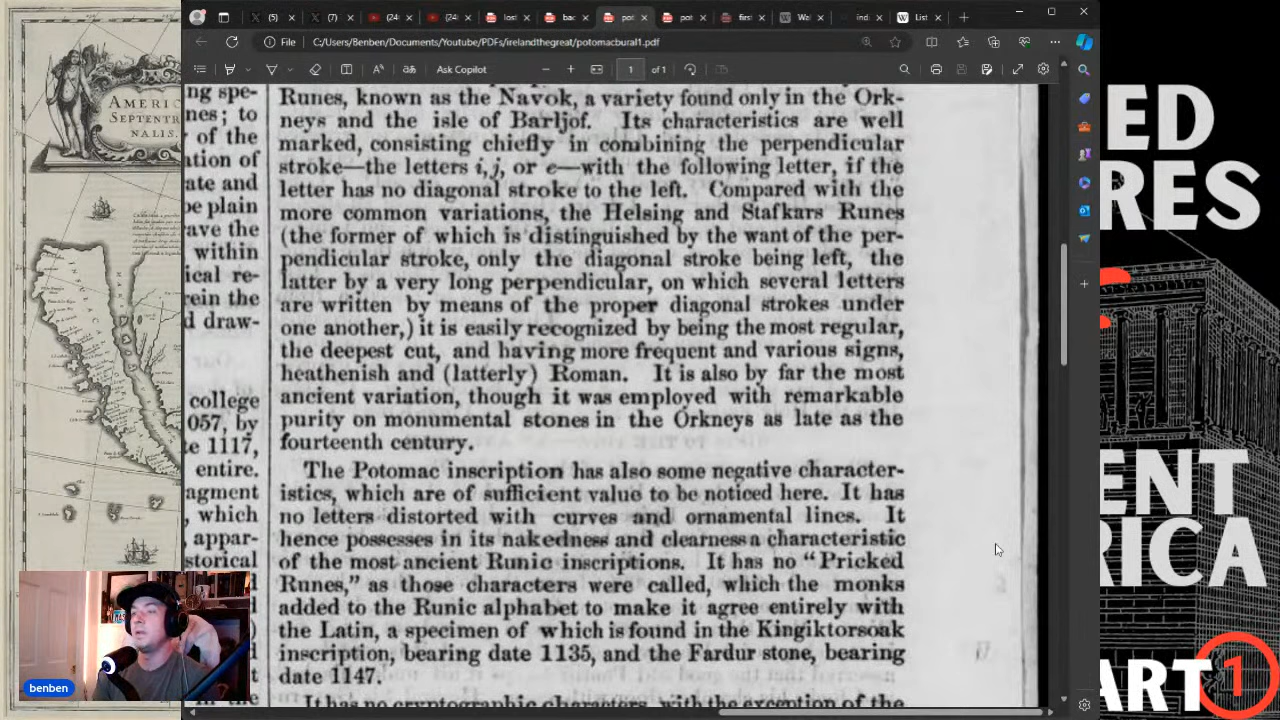 AMERIC
SEPTENTR
NALIS.
(5)
(7)
(24
(24
lost
bac
pot
pot
first
Wa
ind
List
File
C:/Users/Benben/Documents/Youtube/PDFs/irelandthegreat/potomacbural1.pdf
Ask Copilot
1
of 1
ng spe-
nes; to
of the
ation of
ate and
be plain
ave the
within
ical re-
rein the
d draw-
college
057, by
te 1117,
entire.
agment
, which
, appar-
storical
Runes, known as the Navok, a variety found only in the Ork-
neys and the isle of Barljof. Its characteristics are well
marked, consisting chiefly in combining the perpendicular
stroke—the letters i, j, or e—with the following letter, if the
letter has no diagonal stroke to the left. Compared with the
more common variations, the Helsing and Stafkars Runes
(the former of which is distinguished by the want of the per-
pendicular stroke, only the diagonal stroke being left, the
latter by a very long perpendicular, on which several letters
are written by means of the proper diagonal strokes under
one another,) it is easily recognized by being the most regular,
the deepest cut, and having more frequent and various signs,
heathenish and (latterly) Roman. It is also by far the most
ancient variation, though it was employed with remarkable
purity on monumental stones in the Orkneys as late as the
fourteenth century.
The Potomac inscription has also some negative character-
istics, which are of sufficient value to be noticed here. It has
no letters distorted with curves and ornamental lines. It
hence possesses in its nakedness and clearness a characteristic
of the most ancient Runic inscriptions. It has no "Pricked
Runes," as those characters were called, which the monks
added to the Runic alphabet to make it agree entirely with
the Latin, a specimen of which is found in the Kingiktorsoak
inscription, bearing date 1135, and the Fardur stone, bearing
date 1147.
benben
ED
RES
ENT
RICA
ART 1